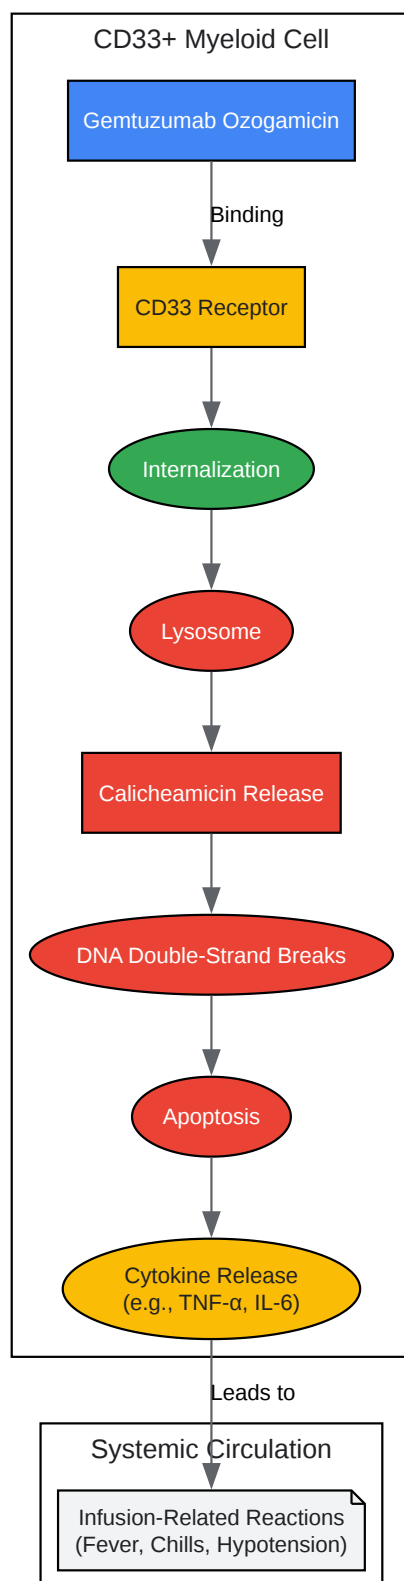 CD33+ Myeloid Cell
Gemtuzumab Ozogamicin
Binding
CD33 Receptor
Internalization
Lysosome
Calicheamicin Release
DNA Double-Strand Breaks
Apoptosis
Cytokine Release
(e.g., TNF-α, IL-6)
Leads to
Systemic Circulation
Infusion-Related Reactions
(Fever, Chills, Hypotension)